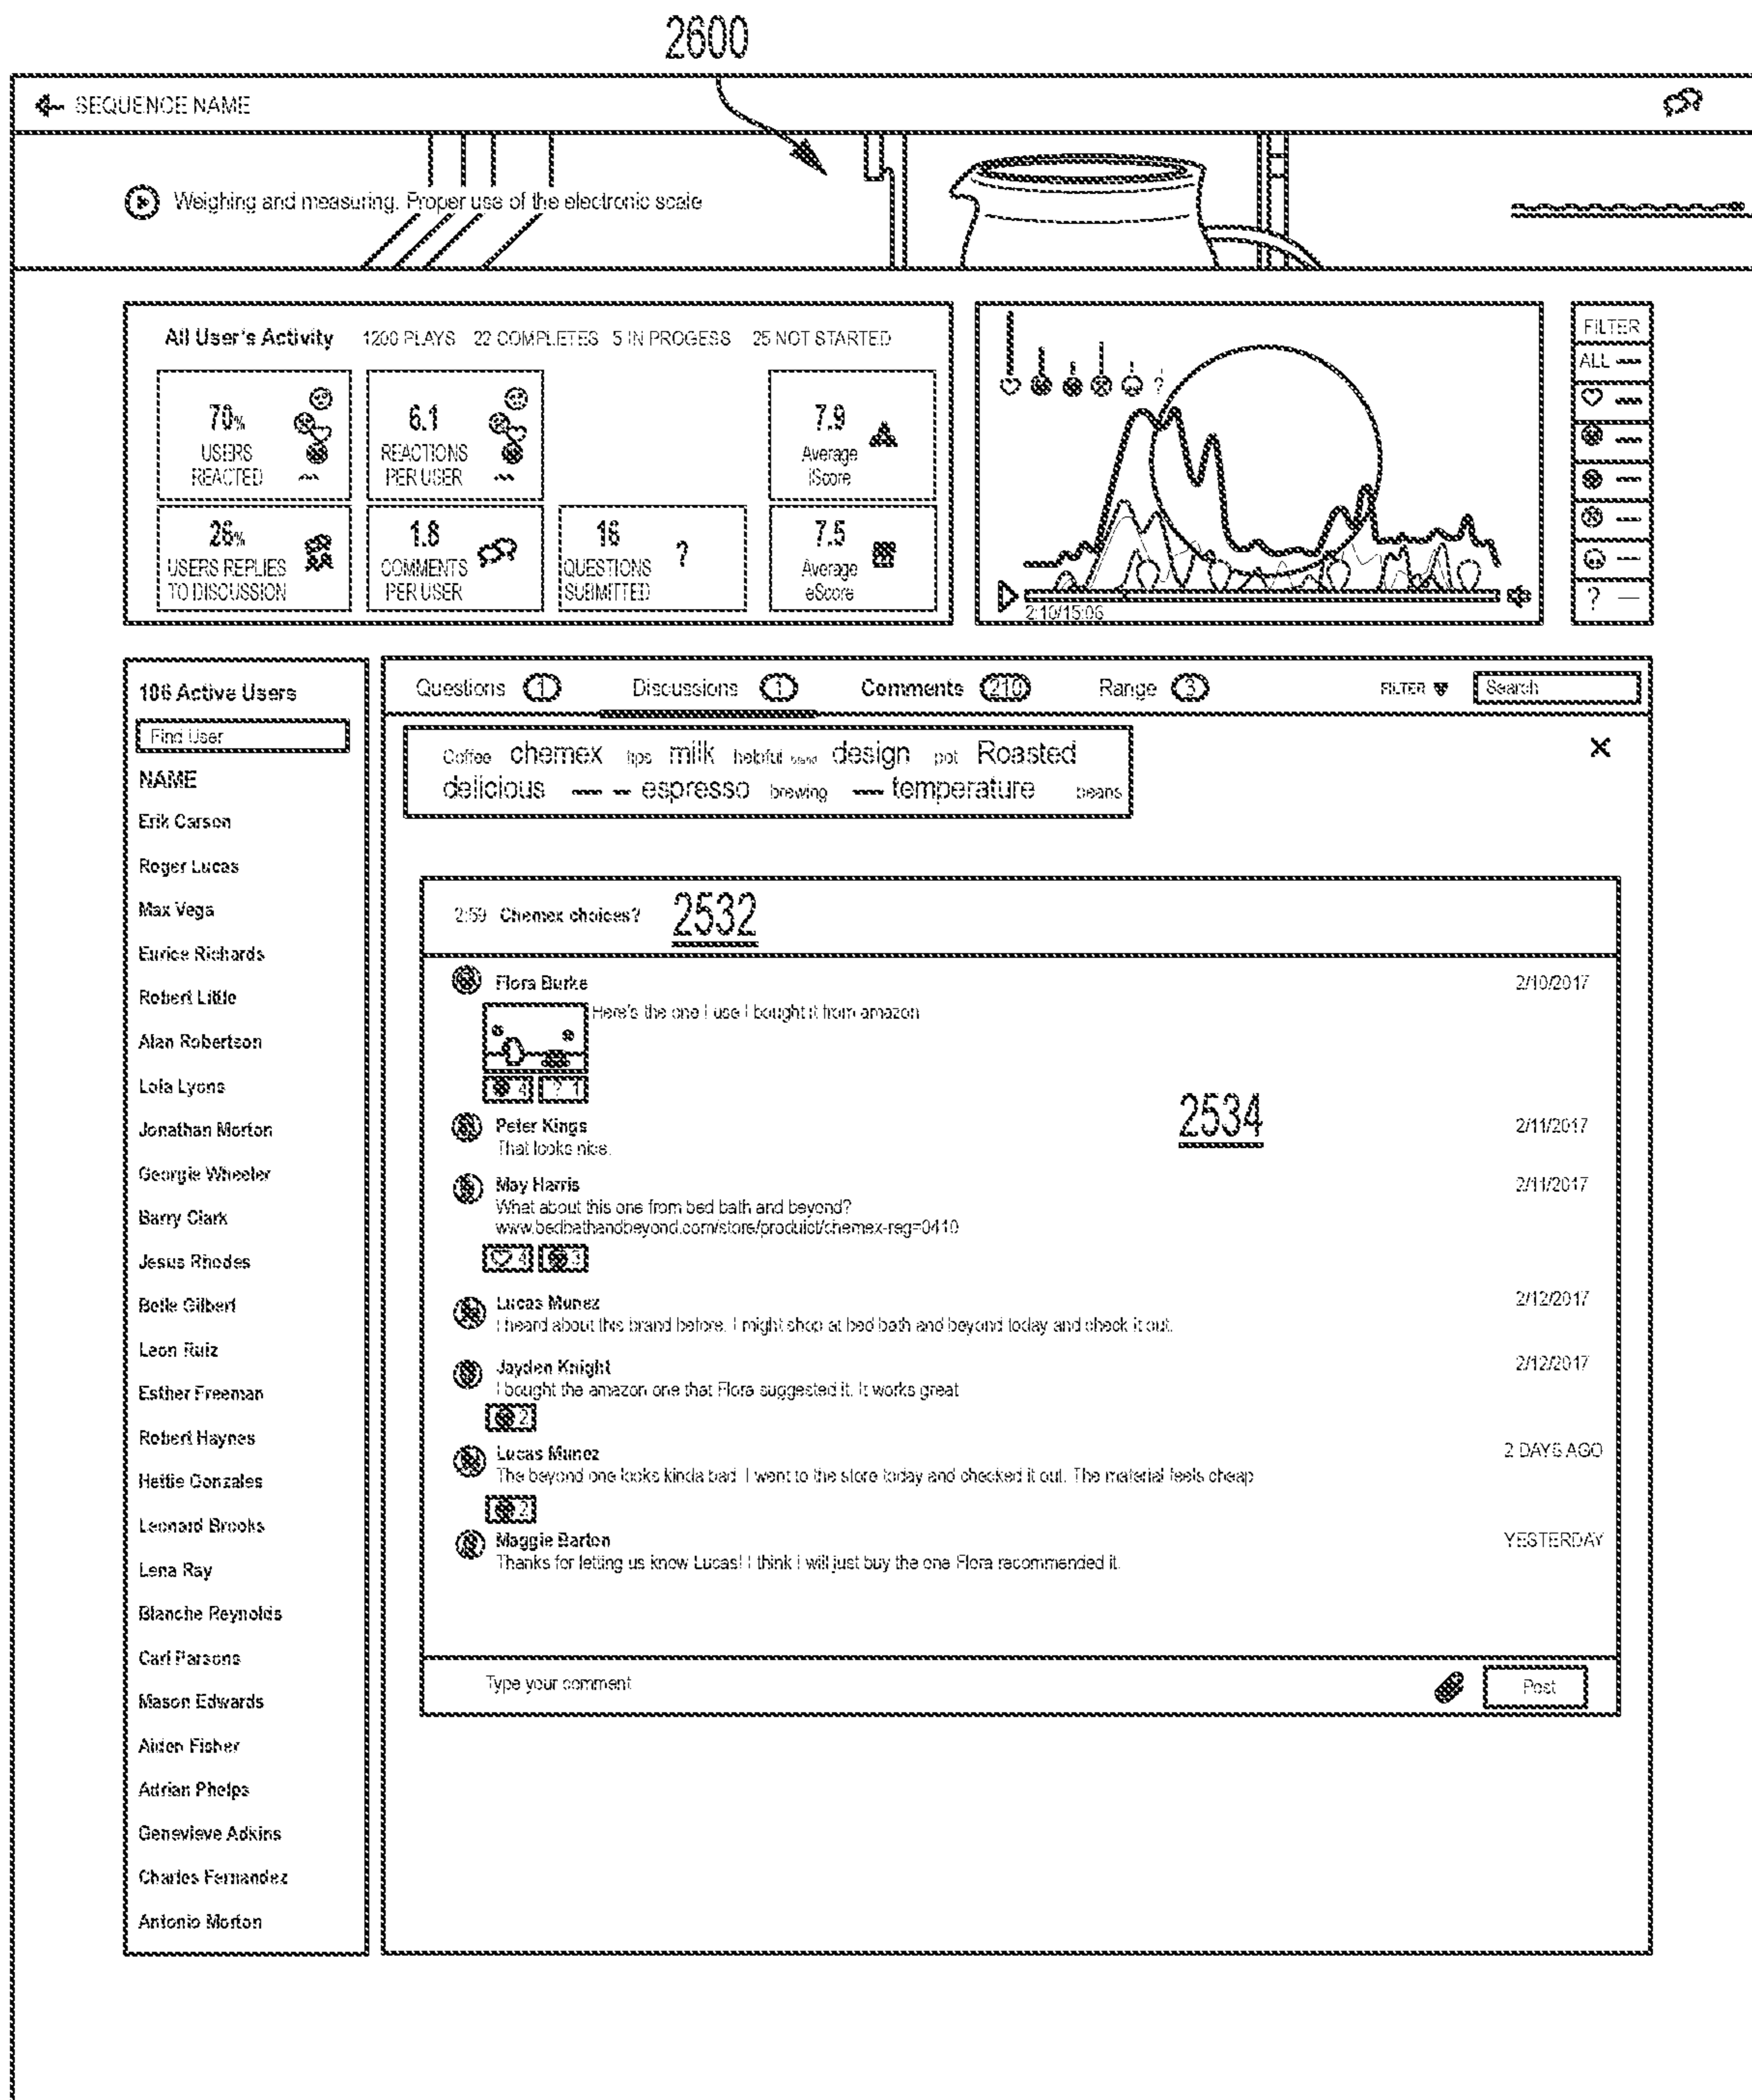 2600
SEQUENCE NAME
Weighing and measuring. Proper use of the electronic scale
All User's Activity 1200 PLAYS 22 COMPLETES 5 IN PROGESS 25 NOT STARTED
70%
USERS
REACTED
6.1
REACTIONS
PER USER
7.9
Average
iScore
26%
USERS REPLIES
TO DISCUSSION
1.8
COMMENTS
PER USER
16
QUESTIONS
SUBMITTED
?
7.5
Average
eScore
?
2:10/15:06
FILTER
ALL
?
106 Active Users
Find User
NAME
Erik Carson
Roger Lucas
Max Vega
Eunice Richards
Robert Little
Alan Robertson
Lola Lyons
Jonathan Morton
Georgie Wheeler
Barry Clark
Jesus Rhodes
Belle Gilbert
Leon Ruiz
Esther Freeman
Robert Haynes
Hettie Gonzales
Leonard Brooks
Lena Ray
Blanche Reynolds
Carl Parsons
Mason Edwards
Aiden Fisher
Adrian Phelps
Genevieve Adkins
Charles Fernandez
Antonio Morton
Questions 1 Discussions 1 Comments 210 Range 3 FILTER Search
Coffee chemex tips milk helpful design pot Roasted
delicious espresso brewing temperature beans
2:59 Chemex choices? 2532
Flora Burke 2/10/2017
Here's the one I use I bought it from amazon
4 ? 1
2534
Peter Kings 2/11/2017
That looks nice.
May Harris 2/11/2017
What about this one from bed bath and beyond?
www.bedbathandbeyond.com/store/produict/chemex-reg=0410
4 3
Lucas Munez 2/12/2017
I heard about this brand before. I might shop at bed bath and beyond today and check it out.
Jayden Knight 2/12/2017
I bought the amazon one that Flora suggested it. It works great
2
Lucas Munez 2 DAYS AGO
The beyond one looks kinda bad. I went to the store today and checked it out. The material feels cheap
2
Maggie Barton YESTERDAY
Thanks for letting us know Lucas! I think I will just buy the one Flora recommended it.
Type your comment Post